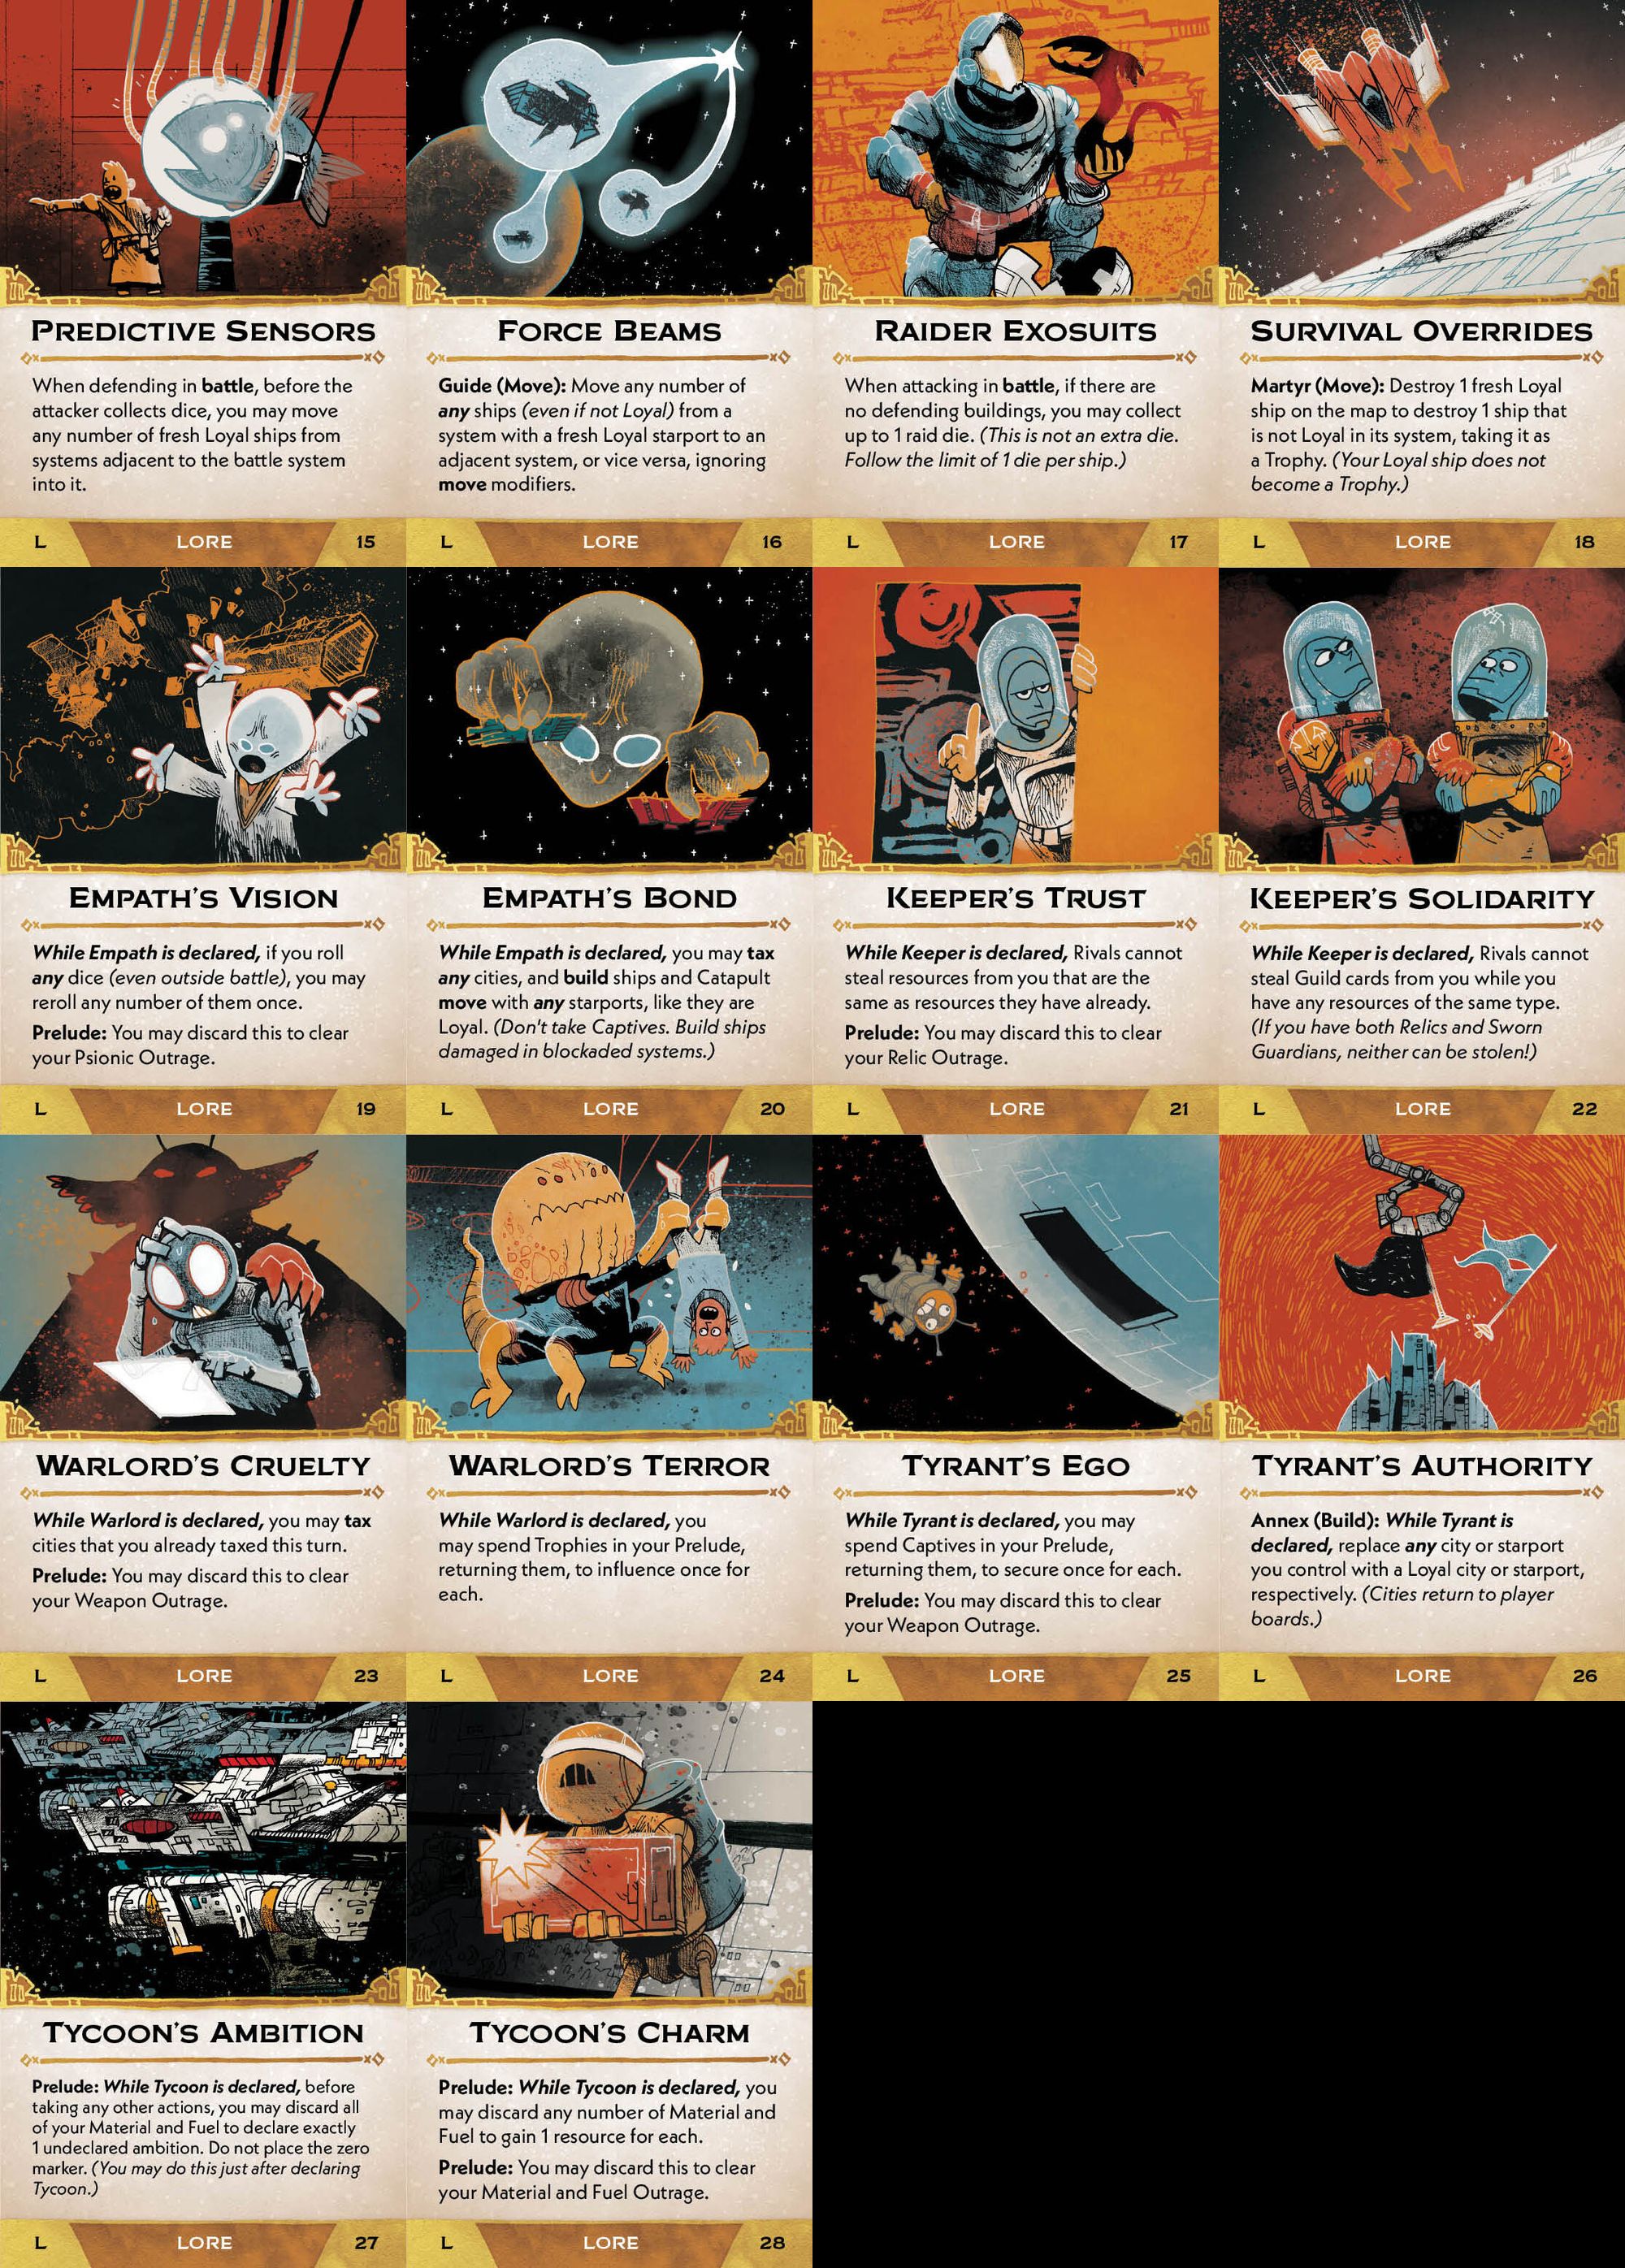 PREDICTIVE SENSORS
When defending in battle, before the
attacker collects dice, you may move
any number of fresh Loyal ships from
systems adjacent to the battle system
into it.
L LORE 15
FORCE BEAMS
Guide (Move): Move any number of
any ships (even if not Loyal) from a
system with a fresh Loyal starport to an
adjacent system, or vice versa, ignoring
move modifiers.
L LORE 16
RAIDER EXOSUITS
When attacking in battle, if there are
no defending buildings, you may collect
up to 1 raid die. (This is not an extra die.
Follow the limit of 1 die per ship.)
L LORE 17
SURVIVAL OVERRIDES
Martyr (Move): Destroy 1 fresh Loyal
ship on the map to destroy 1 ship that
is not Loyal in its system, taking it as
a Trophy. (Your Loyal ship does not
become a Trophy.)
L LORE 18
EMPATH'S VISION
While Empath is declared, if you roll
any dice (even outside battle), you may
reroll any number of them once.
Prelude: You may discard this to clear
your Psionic Outrage.
L LORE 19
EMPATH'S BOND
While Empath is declared, you may tax
any cities, and build ships and Catapult
move with any starports, like they are
Loyal. (Don't take Captives. Build ships
damaged in blockaded systems.)
L LORE 20
KEEPER'S TRUST
While Keeper is declared, Rivals cannot
steal resources from you that are the
same as resources they have already.
Prelude: You may discard this to clear
your Relic Outrage.
L LORE 21
KEEPER'S SOLIDARITY
While Keeper is declared, Rivals cannot
steal Guild cards from you while you
have any resources of the same type.
(If you have both Relics and Sworn
Guardians, neither can be stolen!)
L LORE 22
WARLORD'S CRUELTY
While Warlord is declared, you may tax
cities that you already taxed this turn.
Prelude: You may discard this to clear
your Weapon Outrage.
L LORE 23
WARLORD'S TERROR
While Warlord is declared, you
may spend Trophies in your Prelude,
returning them, to influence once for
each.
L LORE 24
TYRANT'S EGO
While Tyrant is declared, you may
spend Captives in your Prelude,
returning them, to secure once for each.
Prelude: You may discard this to clear
your Weapon Outrage.
L LORE 25
TYRANT'S AUTHORITY
Annex (Build): While Tyrant is
declared, replace any city or starport
you control with a Loyal city or starport,
respectively. (Cities return to player
boards.)
L LORE 26
TYCOON'S AMBITION
Prelude: While Tycoon is declared, before
taking any other actions, you may discard all
of your Material and Fuel to declare exactly
1 undeclared ambition. Do not place the zero
marker. (You may do this just after declaring
Tycoon.)
L LORE 27
TYCOON'S CHARM
Prelude: While Tycoon is declared, you
may discard any number of Material and
Fuel to gain 1 resource for each.
Prelude: You may discard this to clear
your Material and Fuel Outrage.
L LORE 28